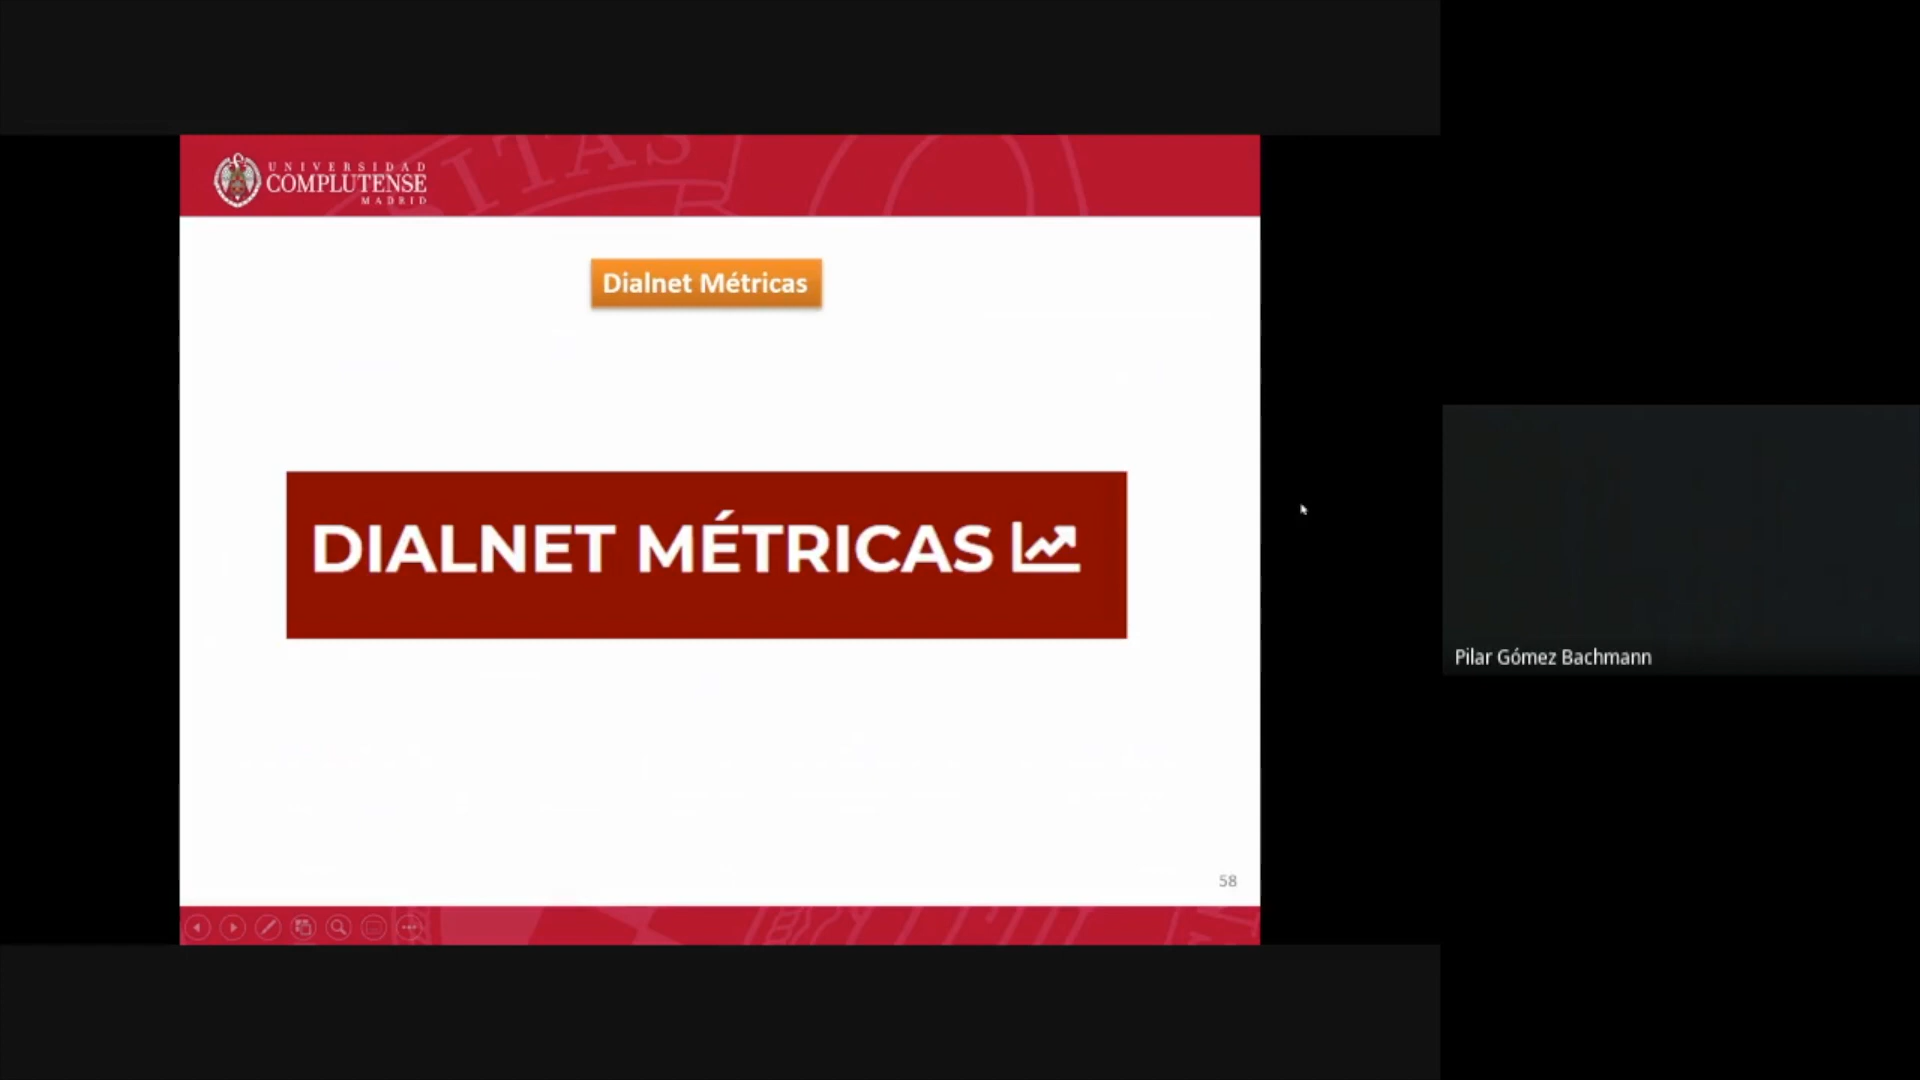 UNIVERSIDAD
COMPLUTENSE
MADRID
Dialnet Métricas
DIALNET MÉTRICAS
Pilar Gómez Bachmann
58